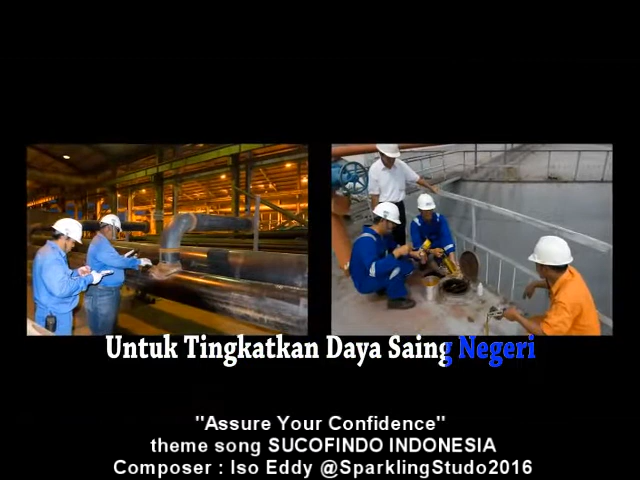 Untuk Tingkatkan Daya Saing Negeri
"Assure Your Confidence"
theme song SUCOFINDO INDONESIA
Composer : Iso Eddy @SparklingStudo2016